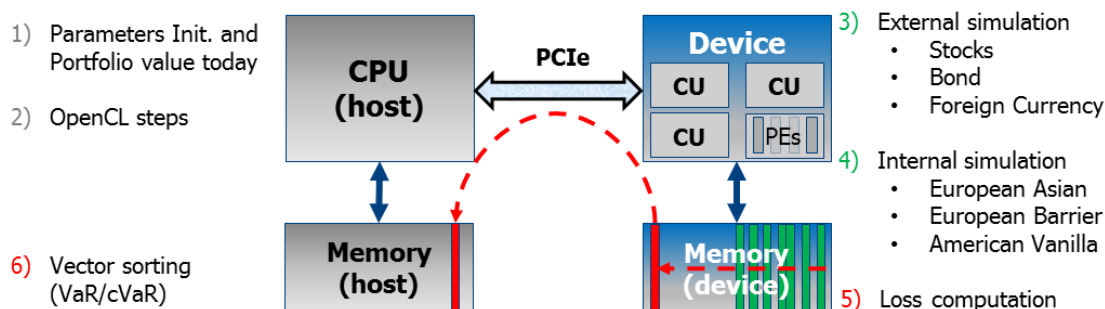 1) Parameters Init. and
Portfolio value today
2) OpenCL steps
6) Vector sorting
(VaR/cVaR)
CPU
(host)
PCIe
Device
CU
CU
CU
PEs
Memory
(host)
Memory
(device)
3) External simulation
• Stocks
• Bond
• Foreign Currency
4) Internal simulation
• European Asian
• European Barrier
• American Vanilla
5) Loss computation